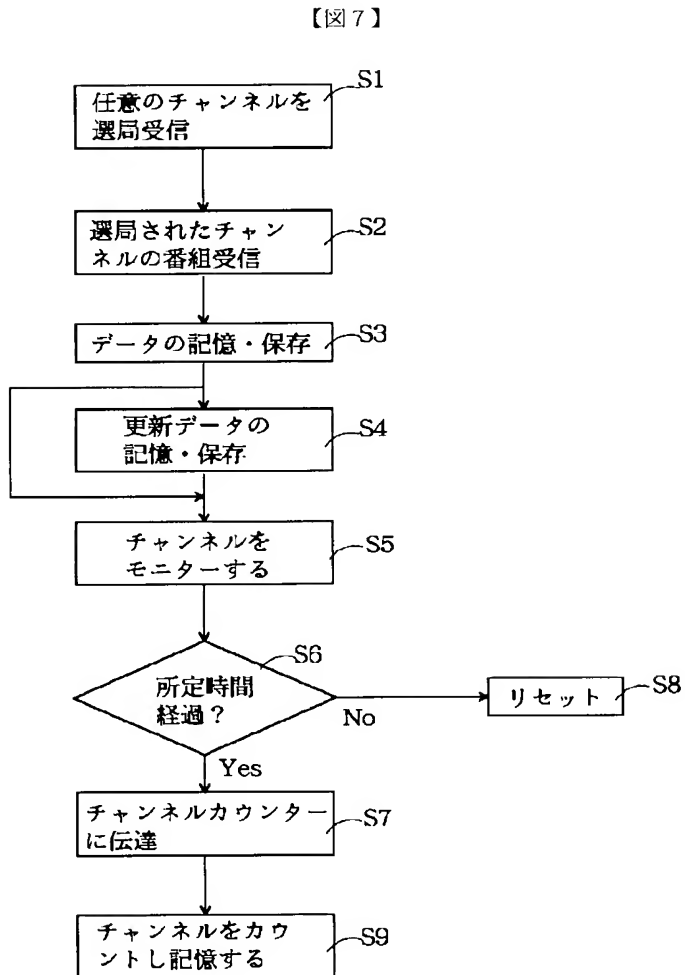 【図7】
S1
任意のチャンネルを
選局受信
S2
選局されたチャン
ネルの番組受信
S3
データの記憶・保存
S4
更新データの
記憶・保存
S5
チャンネルを
モニターする
S6
所定時間
経過？
No
S8
リセット
Yes
S7
チャンネルカウンター
に伝達
S9
チャンネルをカウ
ントし記憶する